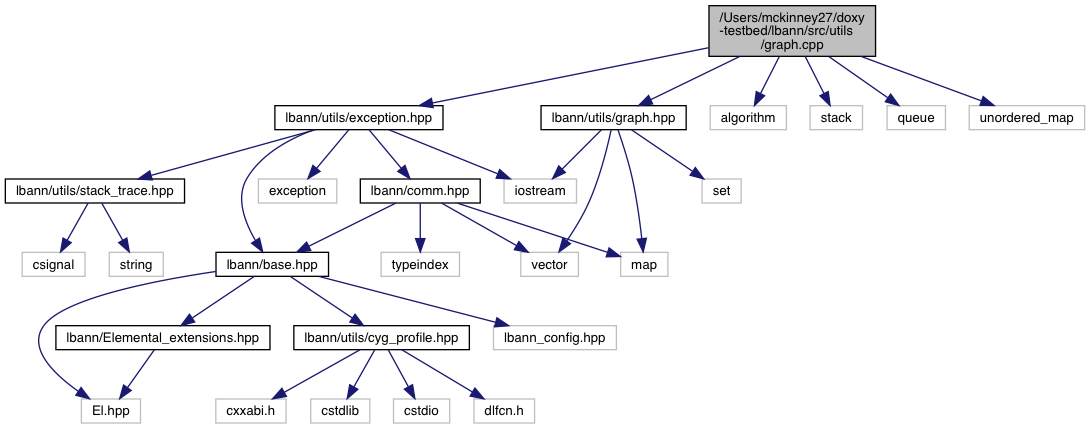 /Users/mckinney27/doxy
-testbed/lbann/src/utils
/graph.cpp
lbann/utils/exception.hpp
lbann/utils/graph.hpp
algorithm
stack
queue
unordered_map
lbann/utils/stack_trace.hpp
exception
lbann/comm.hpp
iostream
set
csignal
string
lbann/base.hpp
typeindex
vector
map
lbann/Elemental_extensions.hpp
lbann/utils/cyg_profile.hpp
lbann_config.hpp
El.hpp
cxxabi.h
cstdlib
cstdio
dlfcn.h